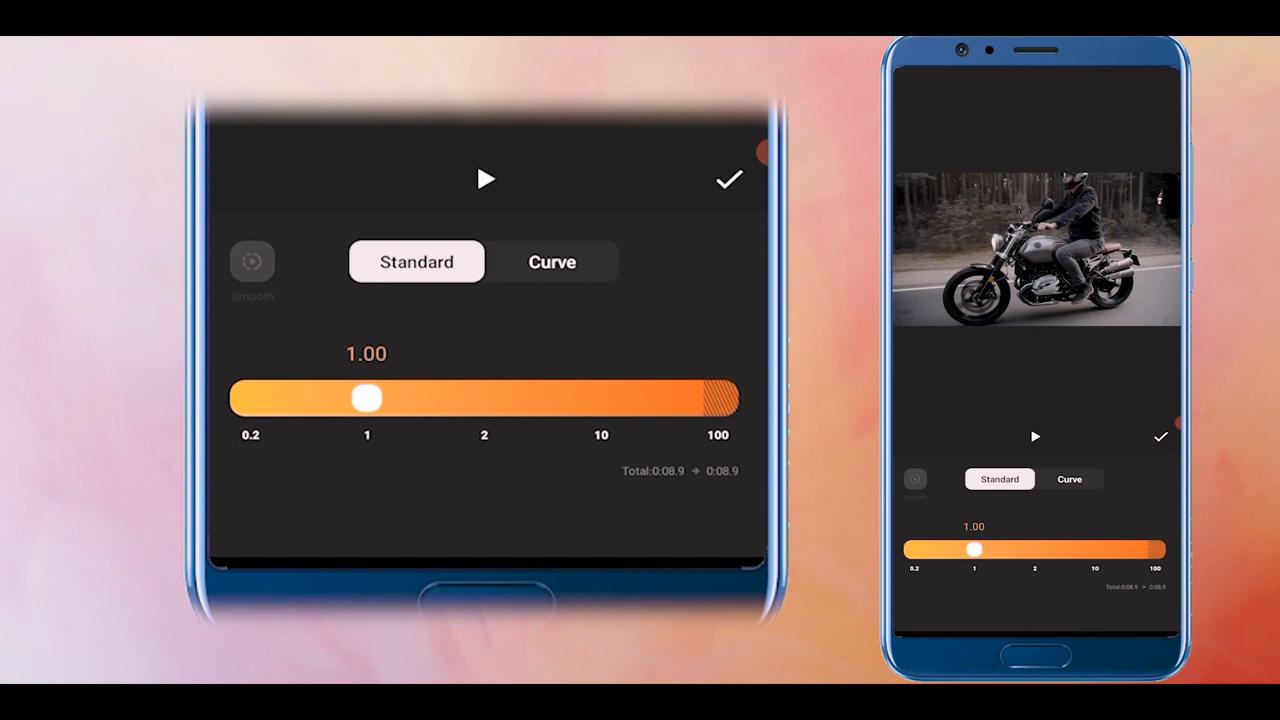 Standard Curve
Smooth
1.00
0.2 1 2 10 100
Total:0:08.9 → 0:08.9
Standard Curve
Smooth
1.00
0.2 1 2 10 100
Total:0:08.9 → 0:08.9